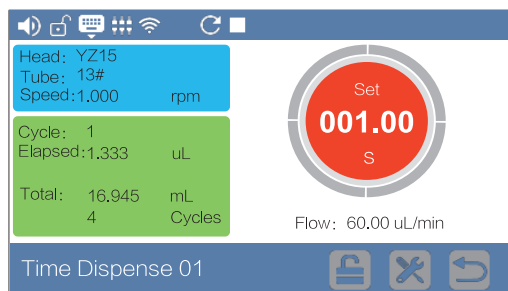 Head: YZ15
Tube: 13#
Speed:1.000 rpm
Cycle: 1
Elapsed:1.333 uL
Total: 16.945 mL
4 Cycles
Set
001.00
S
Flow: 60.00 uL/min
Time Dispense 01